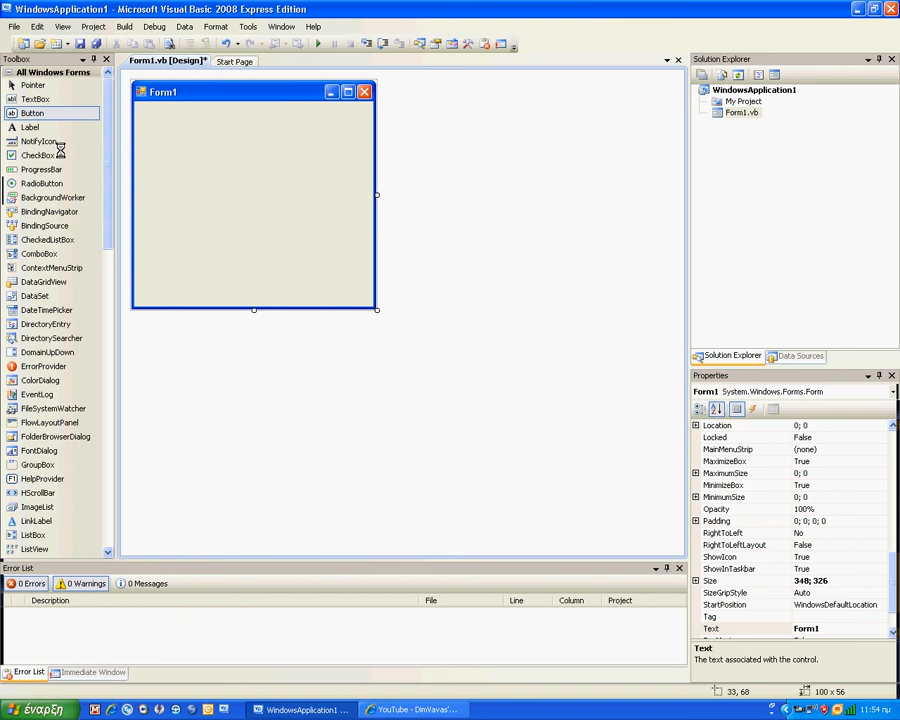 WindowsApplication1 - Microsoft Visual Basic 2008 Express Edition
File Edit View Project Build Debug Data Format Tools Window Help
Toolbox
All Windows Forms
Pointer
TextBox
Button
Label
NotifyIcon
CheckBox
ProgressBar
RadioButton
BackgroundWorker
BindingNavigator
BindingSource
CheckedListBox
ComboBox
ContextMenuStrip
DataGridView
DataSet
DateTimePicker
DirectoryEntry
DirectorySearcher
DomainUpDown
ErrorProvider
ColorDialog
EventLog
FileSystemWatcher
FlowLayoutPanel
FolderBrowserDialog
FontDialog
GroupBox
HelpProvider
HScrollBar
ImageList
LinkLabel
ListBox
ListView
Form1.vb [Design]* Start Page
Form1
Solution Explorer
WindowsApplication1
My Project
Form1.vb
Solution Explorer Data Sources
Properties
Form1 System.Windows.Forms.Form
Location 0; 0
Locked False
MainMenuStrip (none)
MaximizeBox True
MaximumSize 0; 0
MinimizeBox True
MinimumSize 0; 0
Opacity 100%
Padding 0; 0; 0; 0
RightToLeft No
RightToLeftLayout False
ShowIcon True
ShowInTaskbar True
Size 348; 326
SizeGripStyle Auto
StartPosition WindowsDefaultLocation
Tag
Text Form1
Text
The text associated with the control.
Error List
0 Errors 0 Warnings 0 Messages
Description File Line Column Project
Error List Immediate Window
33, 68 100 x 56
έναρξη WindowsApplication1 ... YouTube - DimVavas'... 11:54 πμ